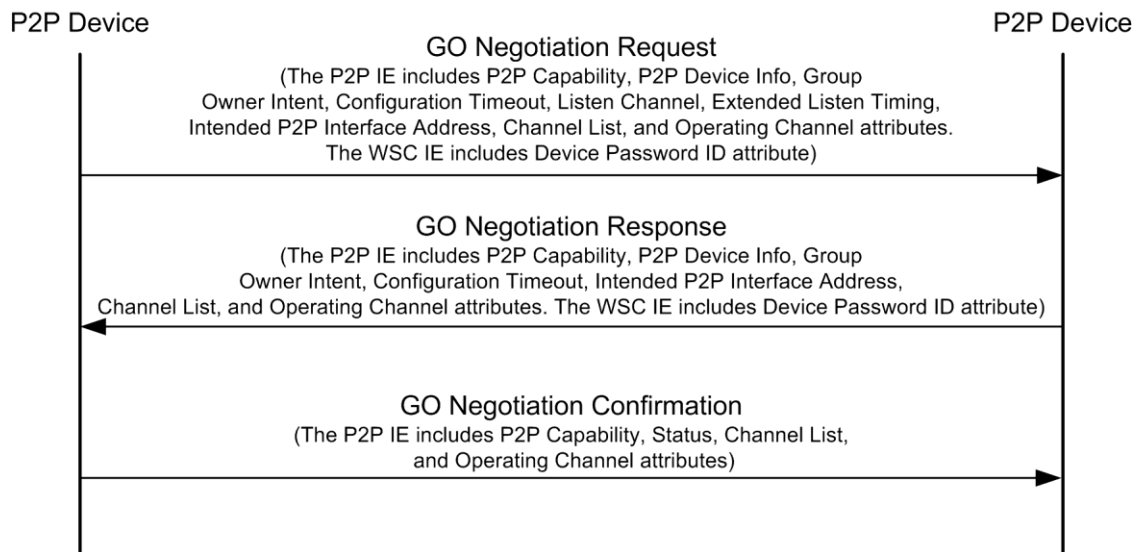 P2P Device
P2P Device
GO Negotiation Request
(The P2P IE includes P2P Capability, P2P Device Info, Group
Owner Intent, Configuration Timeout, Listen Channel, Extended Listen Timing,
Intended P2P Interface Address, Channel List, and Operating Channel attributes.
The WSC IE includes Device Password ID attribute)
GO Negotiation Response
(The P2P IE includes P2P Capability, P2P Device Info, Group
Owner Intent, Configuration Timeout, Intended P2P Interface Address,
Channel List, and Operating Channel attributes. The WSC IE includes Device Password ID attribute)
GO Negotiation Confirmation
(The P2P IE includes P2P Capability, Status, Channel List,
and Operating Channel attributes)